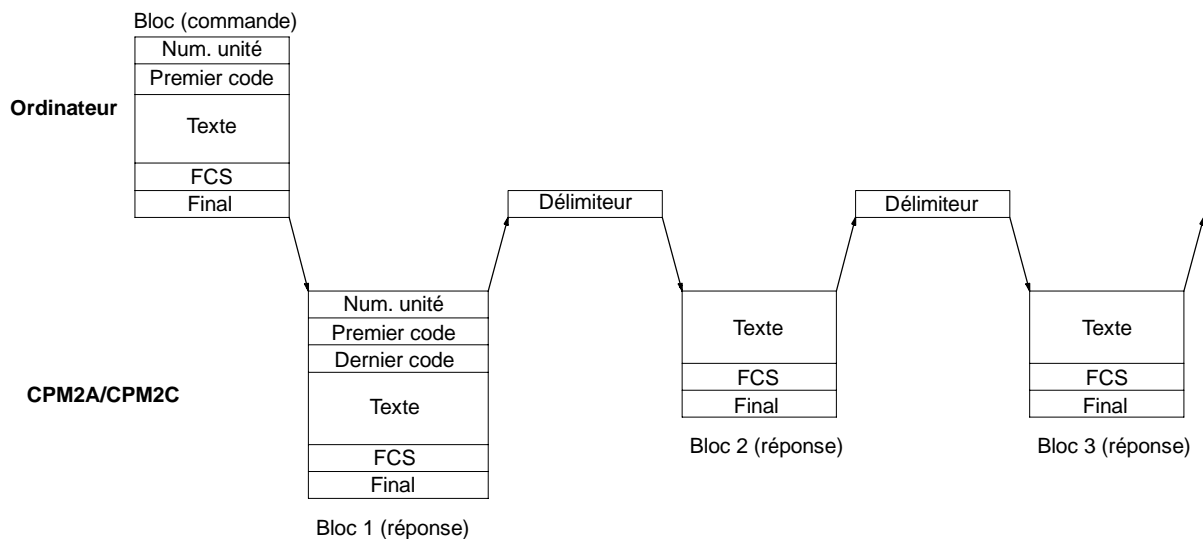 Bloc (commande)
Num. unité
Premier code
Ordinateur
Texte
FCS
Final
Délimiteur
Délimiteur
Num. unité
Premier code
Dernier code
Texte
FCS
Final
Bloc 1 (réponse)
CPM2A/CPM2C
Texte
FCS
Final
Bloc 2 (réponse)
Texte
FCS
Final
Bloc 3 (réponse)